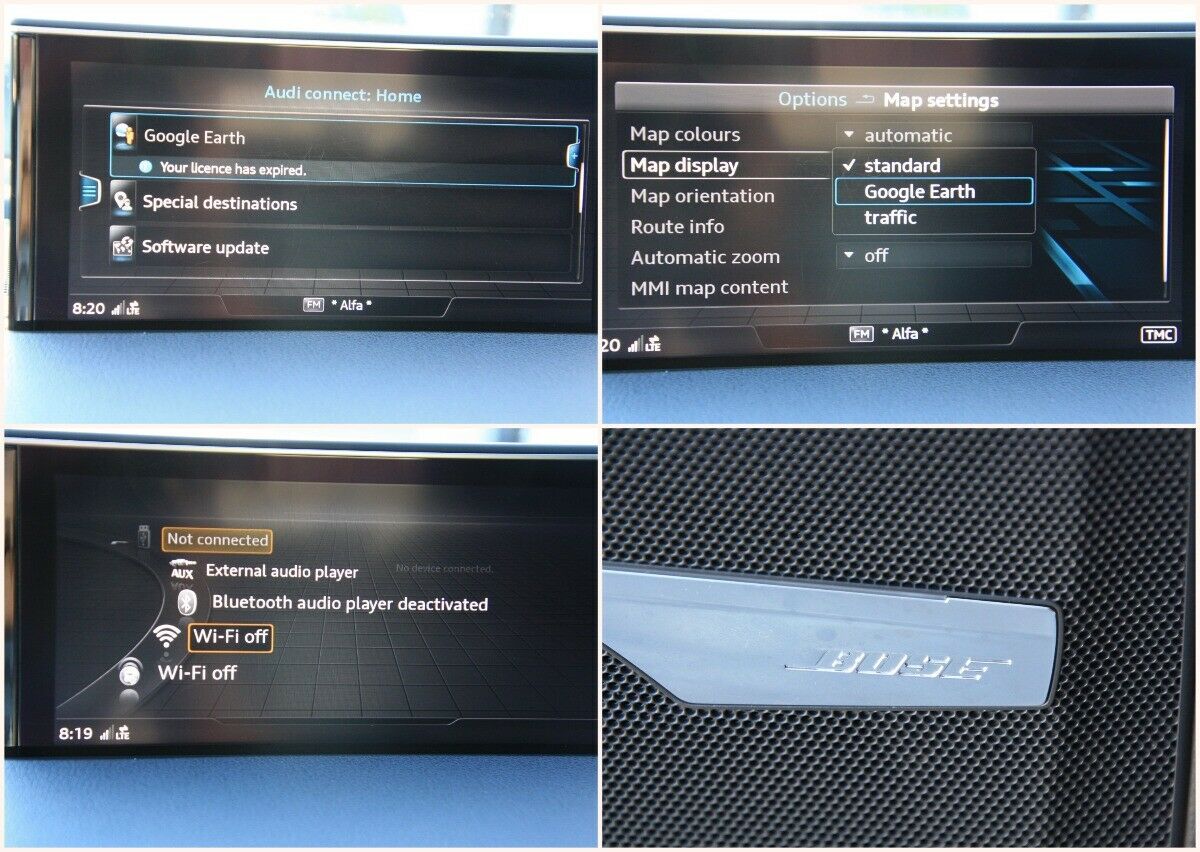 Audi connect: Home
Google Earth
Your licence has expired.
Special destinations
Software update
8:20 LTE
FM * Alfa *
Options Map settings
Map colours automatic
Map display standard
Google Earth
Map orientation
traffic
Route info
Automatic zoom off
MMI map content
20 LTE
FM * Alfa *
TMC
Not connected
AUX External audio player
No device connected.
Bluetooth audio player deactivated
Wi-Fi off
Wi-Fi off
8:19 LTE
BOSE